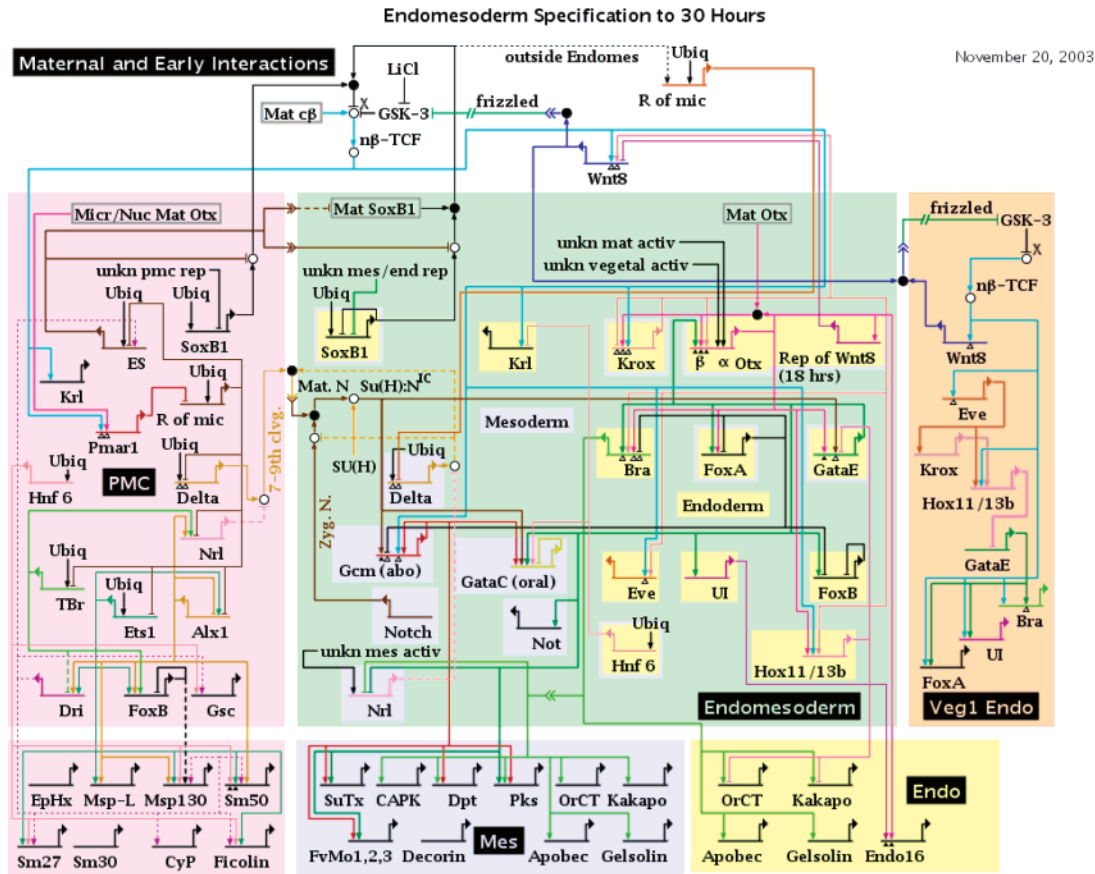 Endomesoderm Specification to 30 Hours
November 20, 2003
Maternal and Early Interactions
LiCl
outside Endomes
Ubiq
R of mic
X
Mat cβ
GSK-3
frizzled
nβ-TCF
Wnt8
Micr/Nuc Mat Otx
Mat SoxB1
Mat Otx
frizzled
GSK-3
X
nβ-TCF
Wnt8
unkn pmc rep
Ubiq
Ubiq
ES
SoxB1
unkn mes/end rep
Ubiq
SoxB1
unkn mat activ
unkn vegetal activ
Krl
Krox
β α Otx
Rep of Wnt8
(18 hrs)
Krl
Ubiq
R of mic
Pmar1
PMC
Hnf 6
Ubiq
Ubiq
Delta
Nrl
7-9th clvg.
Mat. N
Su(H):N
IC
SU(H)
Zyg. N.
Mesoderm
Ubiq
Delta
Bra
FoxA
GataE
Endoderm
Eve
Krox
Hox11/13b
GataE
Bra
UI
FoxA
Veg1 Endo
Ubiq
TBr
Ubiq
Ets1
Alx1
Gcm (abo)
GataC (oral)
Eve
UI
FoxB
Notch
Not
Ubiq
Hnf 6
Hox11/13b
unkn mes activ
Nrl
Endomesoderm
Dri
FoxB
Gsc
EpHx
Msp-L
Msp130
Sm50
Sm27
Sm30
CyP
Ficolin
SuTx
CAPK
Dpt
Pks
OrCT
Kakapo
FvMo1,2,3
Decorin
Mes
Apobec
Gelsolin
OrCT
Kakapo
Endo
Apobec
Gelsolin
Endo16